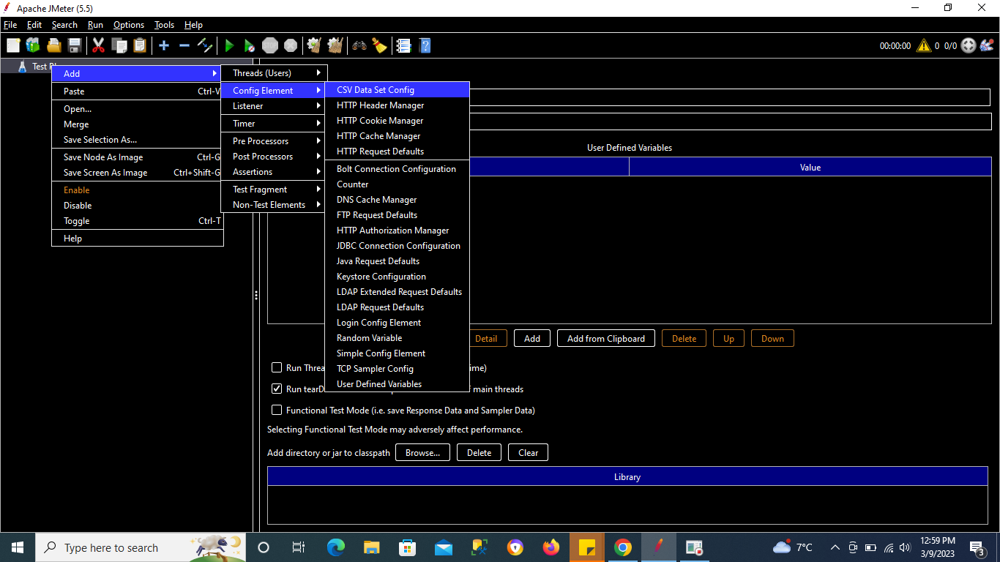 Apache JMeter (5.5)
File Edit Search Run Options Tools Help
00:00:00 0 0/0
Test
Add
Paste Ctrl-V
Open...
Merge
Save Selection As...
Save Node As Image Ctrl-G
Save Screen As Image Ctrl+Shift-G
Enable
Disable
Toggle Ctrl-T
Help
Threads (Users)
Config Element
Listener
Timer
Pre Processors
Post Processors
Assertions
Test Fragment
Non-Test Elements
CSV Data Set Config
HTTP Header Manager
HTTP Cookie Manager
HTTP Cache Manager
HTTP Request Defaults
Bolt Connection Configuration
Counter
DNS Cache Manager
FTP Request Defaults
HTTP Authorization Manager
JDBC Connection Configuration
Java Request Defaults
Keystore Configuration
LDAP Extended Request Defaults
LDAP Request Defaults
Login Config Element
Random Variable
Simple Config Element
TCP Sampler Config
User Defined Variables
User Defined Variables
Value
Detail Add Add from Clipboard Delete Up Down
Run
Run main threads
Functional Test Mode (i.e. save Response Data and Sampler Data)
Selecting Functional Test Mode may adversely affect performance.
Add directory or jar to classpath Browse... Delete Clear
Library
Type here to search
7°C
12:59 PM
3/9/2023
3